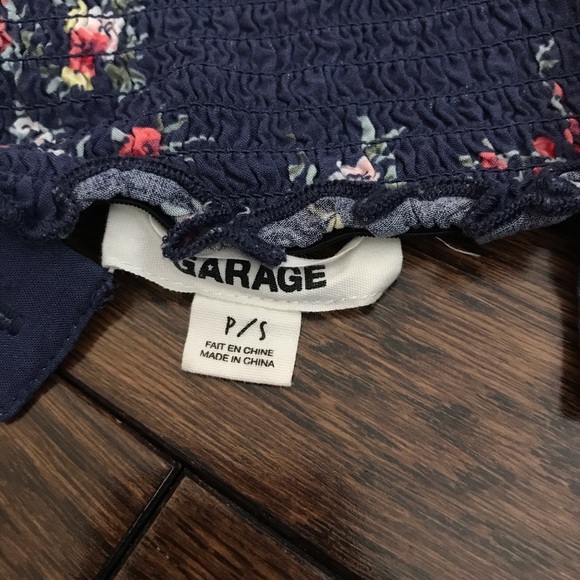 GARAGE
P/S
FAIT EN CHINE
MADE IN CHINA